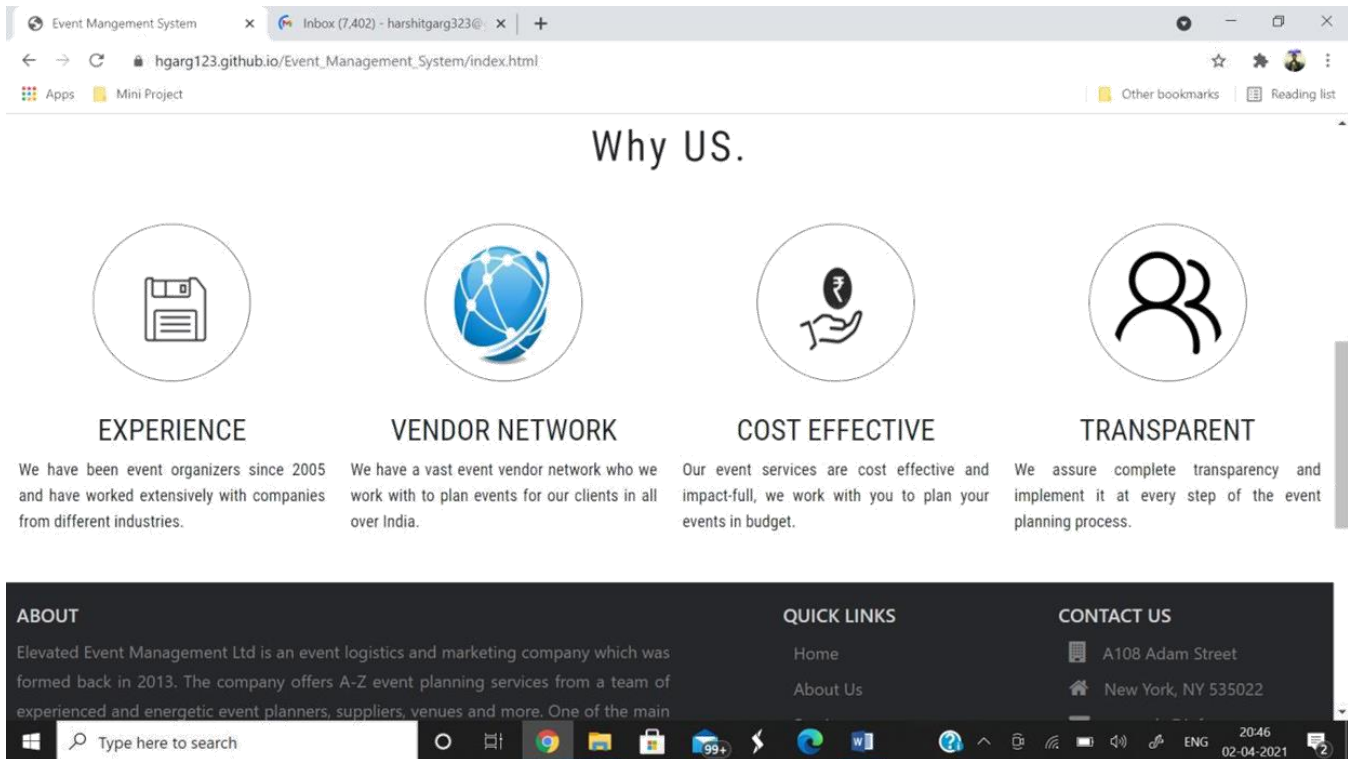 Event Mangement System
Inbox (7,402) - harshitgarg323@
hgarg123.github.io/Event_Management_System/index.html
Apps
Mini Project
Other bookmarks
Reading list
Why US.
₹
EXPERIENCE
We have been event organizers since 2005
and have worked extensively with companies
from different industries.
VENDOR NETWORK
We have a vast event vendor network who we
work with to plan events for our clients in all
over India.
COST EFFECTIVE
Our event services are cost effective and
impact-full, we work with you to plan your
events in budget.
TRANSPARENT
We assure complete transparency and
implement it at every step of the event
planning process.
ABOUT
Elevated Event Management Ltd is an event logistics and marketing company which was
formed back in 2013. The company offers A-Z event planning services from a team of
experienced and energetic event planners, suppliers, venues and more. One of the main
QUICK LINKS
Home
About Us
CONTACT US
A108 Adam Street
New York, NY 535022
Type here to search
99+
W
ENG
20:46
02-04-2021
2